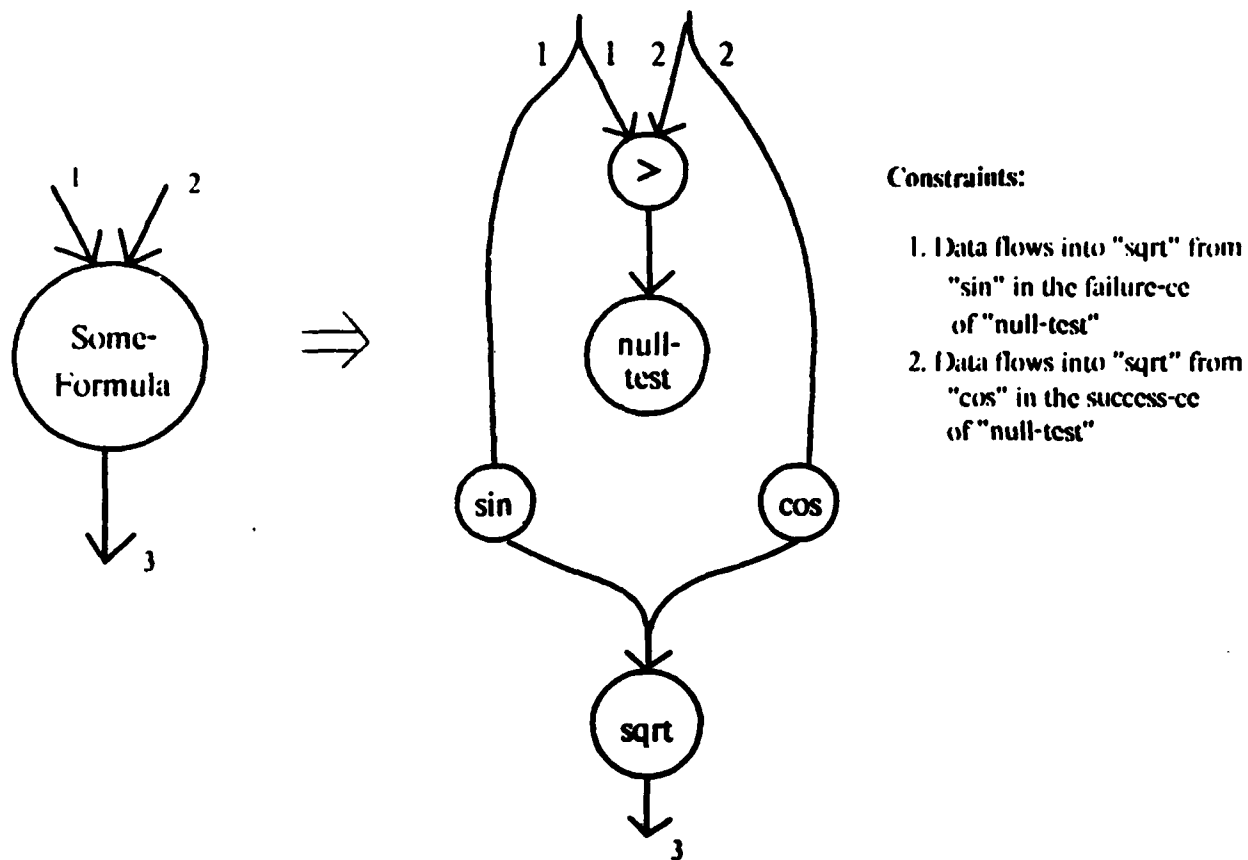 1
2
Some-
Formula
3
1
1
2
2
>
null-
test
sin
cos
sqrt
3
Constraints:
1. Data flows into "sqrt" from
"sin" in the failure-ce
of "null-test"
2. Data flows into "sqrt" from
"cos" in the success-ce
of "null-test"